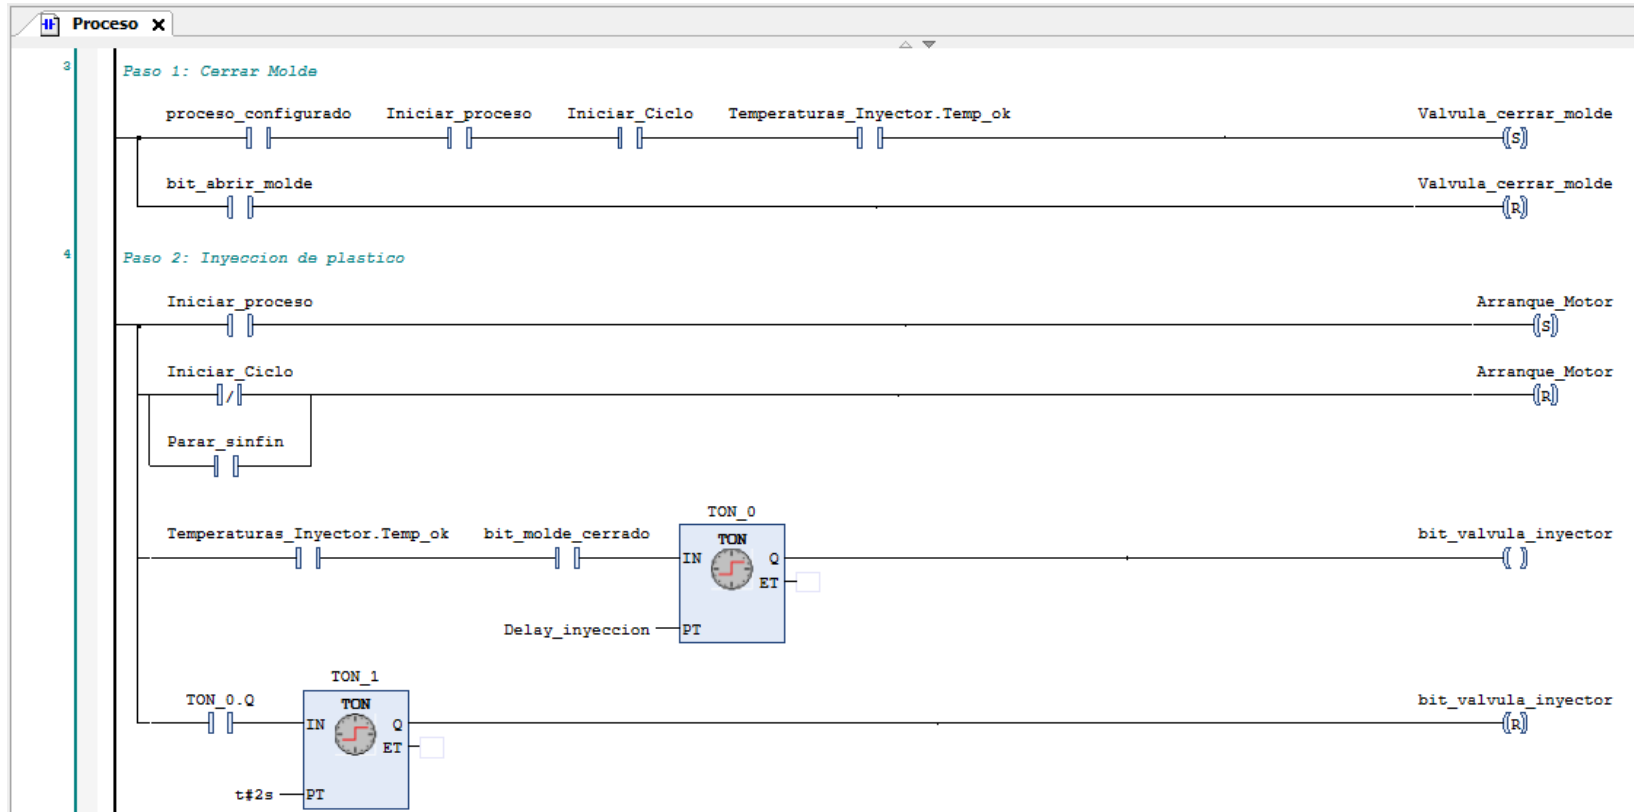 Proceso
3
Paso 1: Cerrar Molde
proceso_configurado Iniciar_proceso Iniciar_Ciclo Temperaturas_Inyector.Temp_ok Valvula_cerrar_molde
S
bit_abrir_molde Valvula_cerrar_molde
R
4
Paso 2: Inyeccion de plastico
Iniciar_proceso Arranque_Motor
S
Iniciar_Ciclo Arranque_Motor
/ R
Parar_sinfin
TON_0
Temperaturas_Inyector.Temp_ok bit_molde_cerrado TON bit_valvula_inyector
IN Q
ET
Delay_inyeccion PT
TON_1
TON_0.Q TON bit_valvula_inyector
IN Q R
ET
t#2s PT